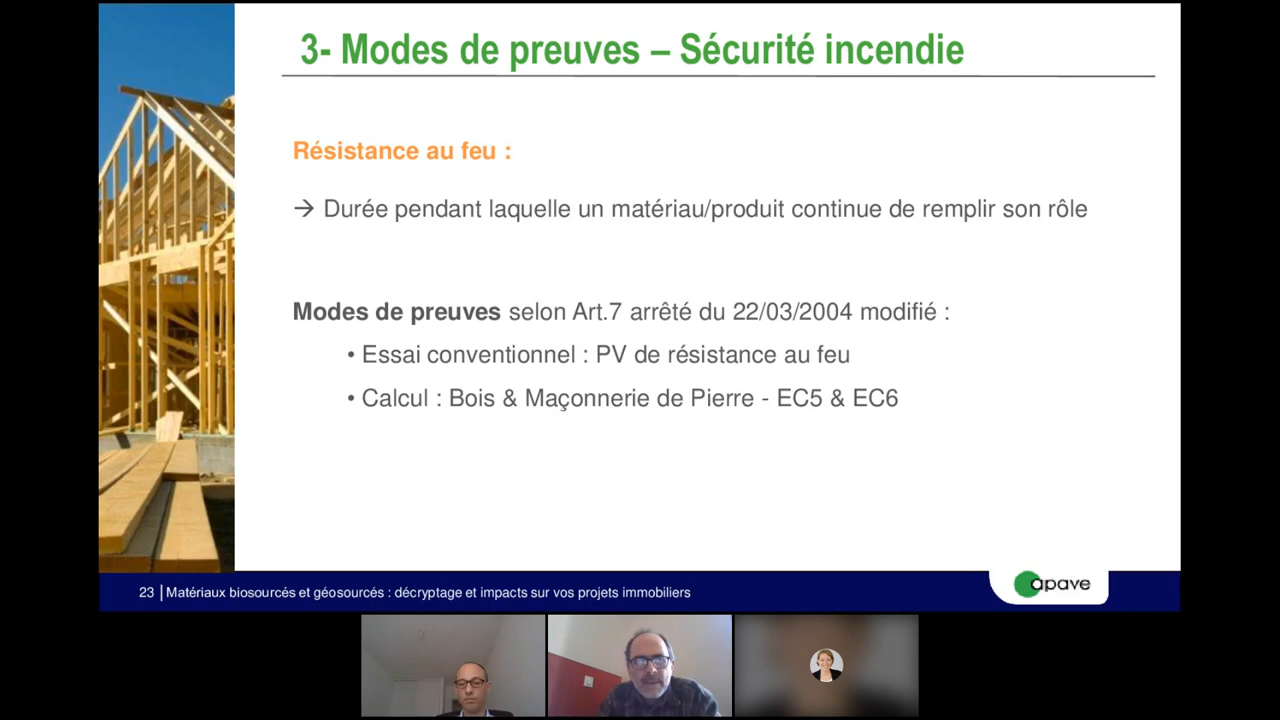 3- Modes de preuves – Sécurité incendie
Résistance au feu :
→ Durée pendant laquelle un matériau/produit continue de remplir son rôle
Modes de preuves selon Art.7 arrêté du 22/03/2004 modifié :
• Essai conventionnel : PV de résistance au feu
• Calcul : Bois & Maçonnerie de Pierre - EC5 & EC6
23 | Matériaux biosourcés et géosourcés : décryptage et impacts sur vos projets immobiliers
apave